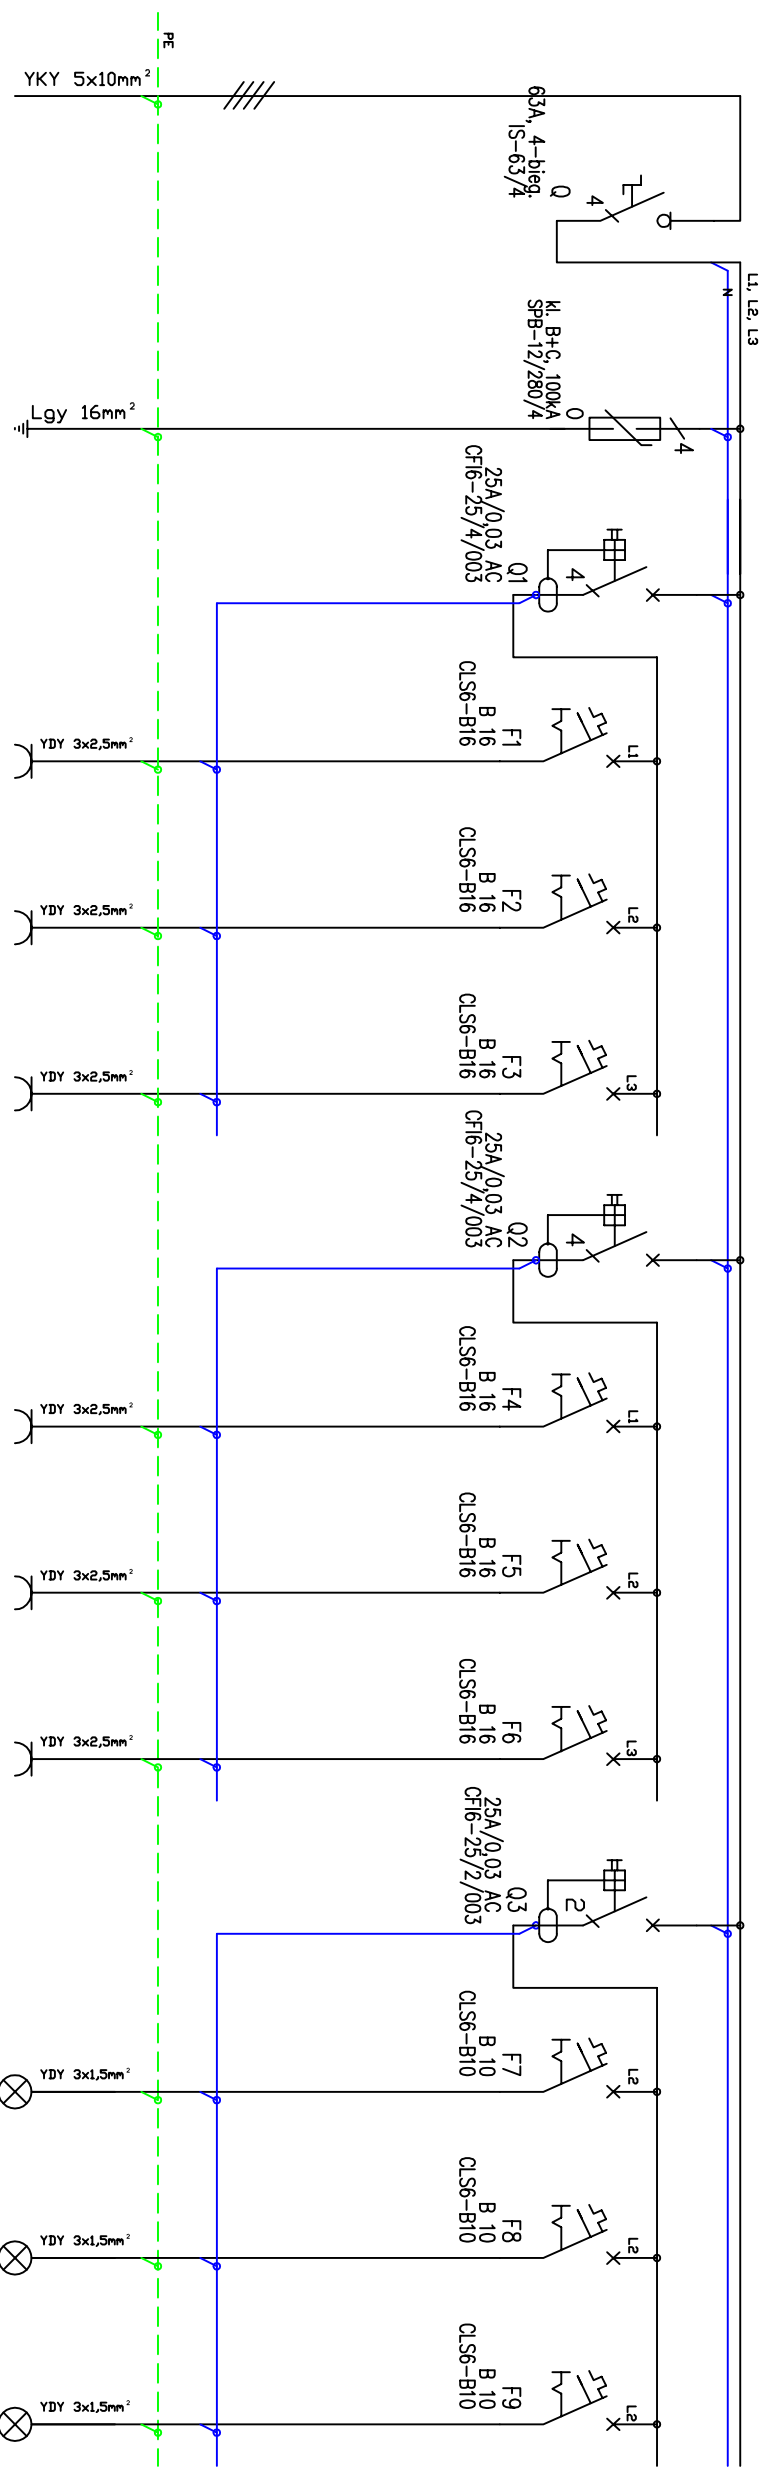 PE
YKY 5x10mm²
63A, 4-bieg.
IS-63/4
Q
4
L1, L2, L3
N
Lgy 16mm²
kl. B+C, 100kA
SPB-12/280/4
O
4
25A/0,03 AC
CFI6-25/4/003
Q1
4
F1
B 16
CLS6-B16
L1
YDY 3x2,5mm²
F2
B 16
CLS6-B16
L2
YDY 3x2,5mm²
F3
B 16
CLS6-B16
L3
YDY 3x2,5mm²
25A/0,03 AC
CFI6-25/4/003
Q2
4
F4
B 16
CLS6-B16
L1
YDY 3x2,5mm²
F5
B 16
CLS6-B16
L2
YDY 3x2,5mm²
F6
B 16
CLS6-B16
L3
YDY 3x2,5mm²
25A/0,03 AC
CFI6-25/2/003
Q3
2
F7
B 10
CLS6-B10
L2
YDY 3x1,5mm²
F8
B 10
CLS6-B10
L2
YDY 3x1,5mm²
F9
B 10
CLS6-B10
L2
YDY 3x1,5mm²